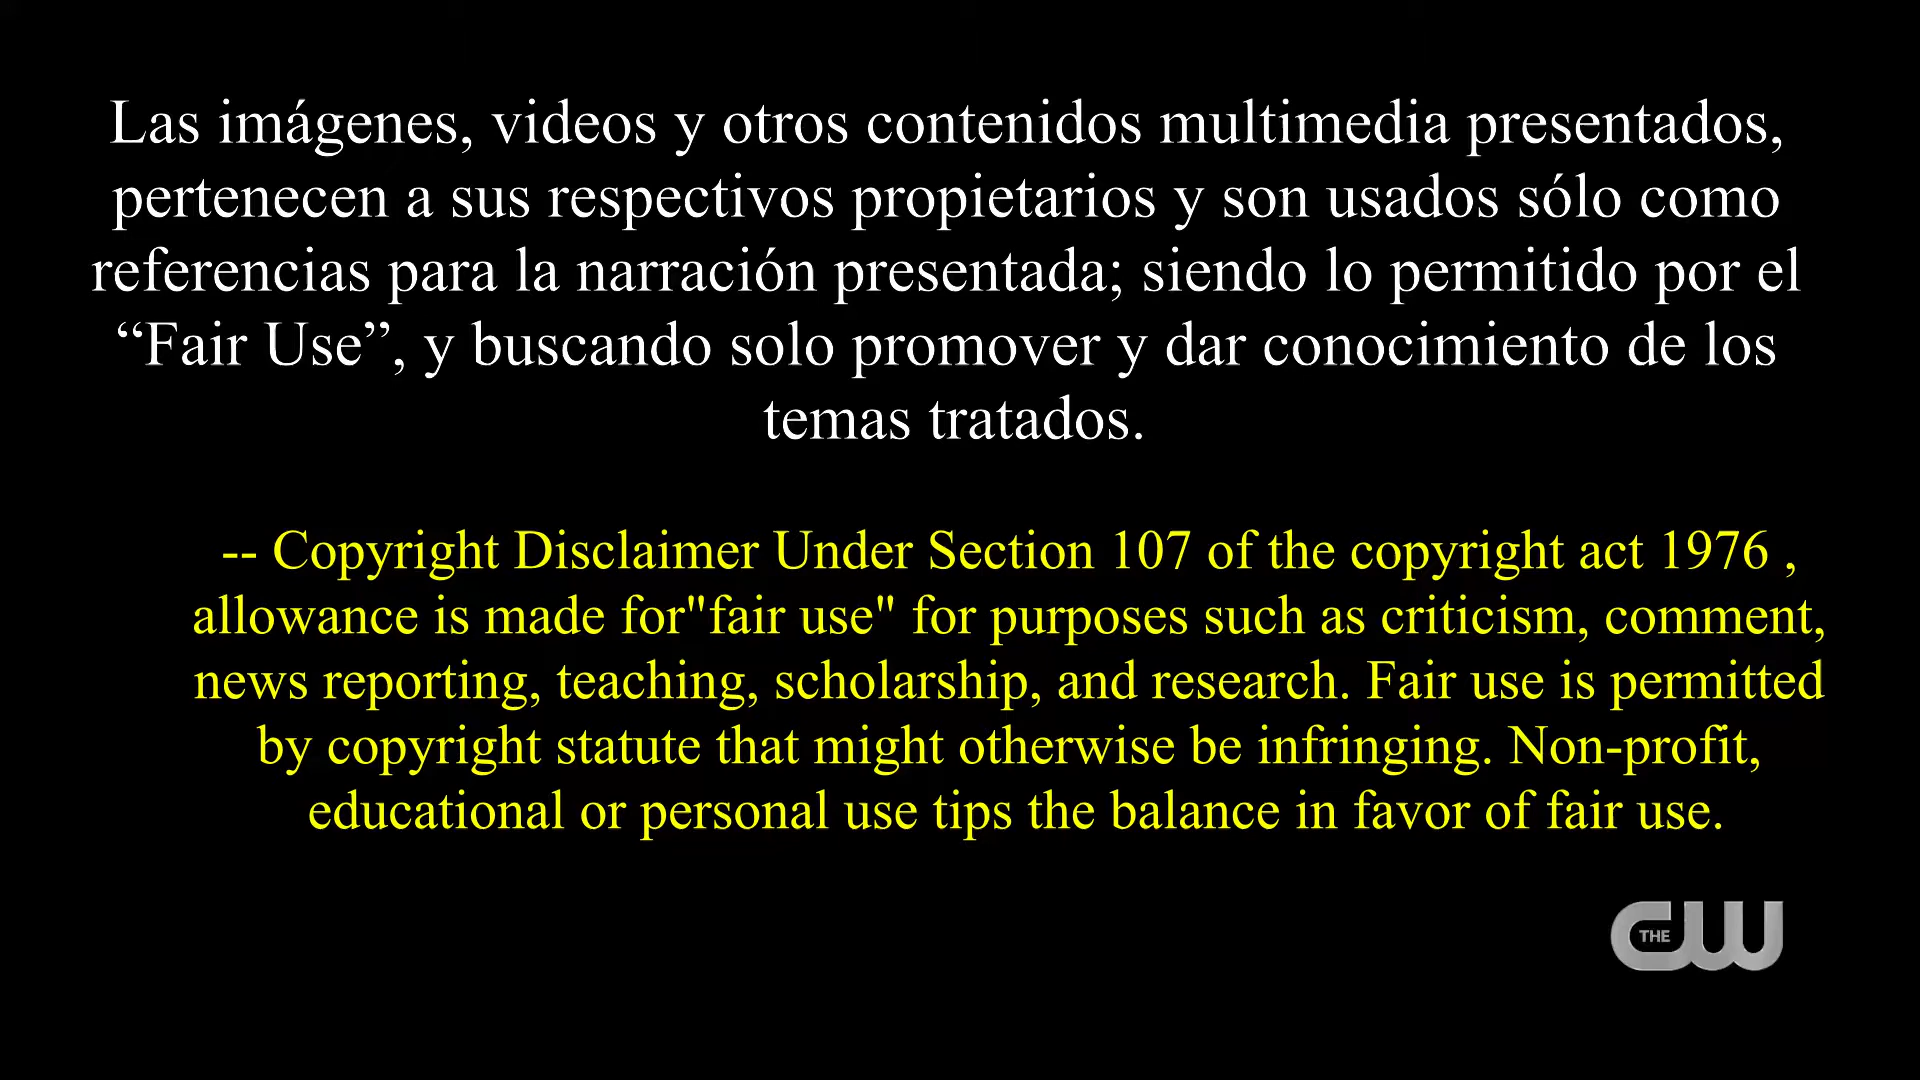 Las imágenes, videos y otros contenidos multimedia presentados,
pertenecen a sus respectivos propietarios y son usados sólo como
referencias para la narración presentada; siendo lo permitido por el
“Fair Use”, y buscando solo promover y dar conocimiento de los
temas tratados.
-- Copyright Disclaimer Under Section 107 of the copyright act 1976 ,
allowance is made for"fair use" for purposes such as criticism, comment,
news reporting, teaching, scholarship, and research. Fair use is permitted
by copyright statute that might otherwise be infringing. Non-profit,
educational or personal use tips the balance in favor of fair use.
THE CW